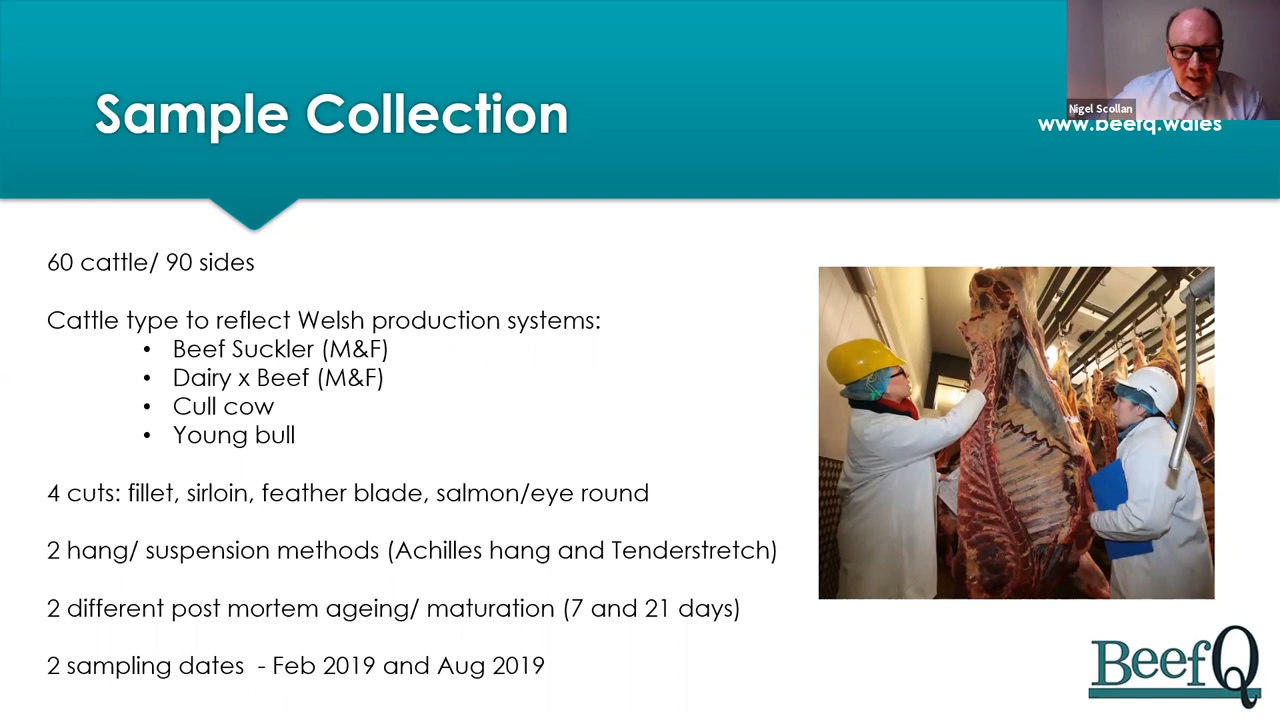 Sample Collection
Nigel Scollan
www.beefq.wales
60 cattle/ 90 sides
Cattle type to reflect Welsh production systems:
• Beef Suckler (M&F)
• Dairy x Beef (M&F)
• Cull cow
• Young bull
4 cuts: fillet, sirloin, feather blade, salmon/eye round
2 hang/ suspension methods (Achilles hang and Tenderstretch)
2 different post mortem ageing/ maturation (7 and 21 days)
2 sampling dates - Feb 2019 and Aug 2019
BeefQ